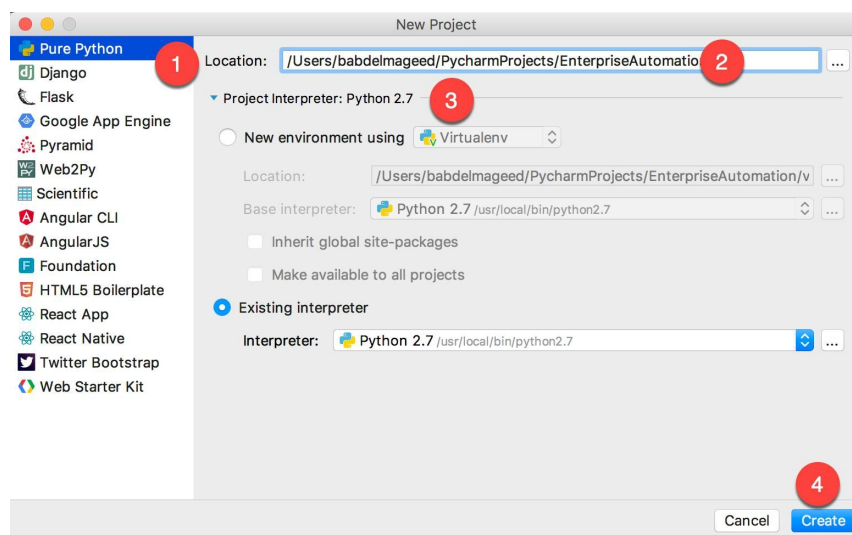 New Project
Pure Python
Django
Flask
Google App Engine
Pyramid
Web2Py
Scientific
Angular CLI
AngularJS
Foundation
HTML5 Boilerplate
React App
React Native
Twitter Bootstrap
Web Starter Kit
1
Location: /Users/babdelmageed/PycharmProjects/EnterpriseAutomation
2
...
Project Interpreter: Python 2.7
3
New environment using Virtualenv
Location: /Users/babdelmageed/PycharmProjects/EnterpriseAutomation/v ...
Base interpreter: Python 2.7 /usr/local/bin/python2.7 ...
Inherit global site-packages
Make available to all projects
Existing interpreter
Interpreter: Python 2.7 /usr/local/bin/python2.7 ...
4
Cancel Create